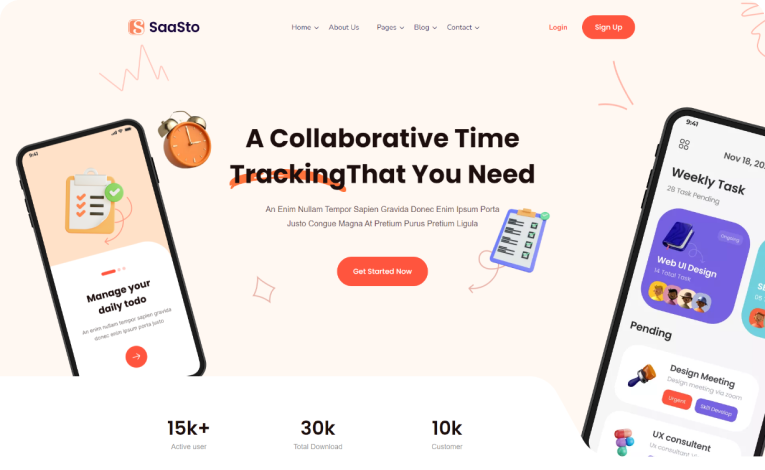 SaaSto
Home About Us Pages Blog Contact
Login
Sign Up
A Collaborative Time
TrackingThat You Need
An Enim Nullam Tempor Sapien Gravida Donec Enim Ipsum Porta
Justo Congue Magna At Pretium Purus Pretium Ligula
Get Started Now
9:41
Manage your
daily todo
An enim nullam tempor sapien gravida
donec enim ipsum porta justo
9:41
Nov 18, 20
Weekly Task
28 Task Pending
Ongoing
Web UI Design
14 Total Task
Pending
Design Meeting
Design meeting via zoom
Urgent
Skill Develop
UX consultent
15k+
Active user
30k
Total Download
10k
Customer